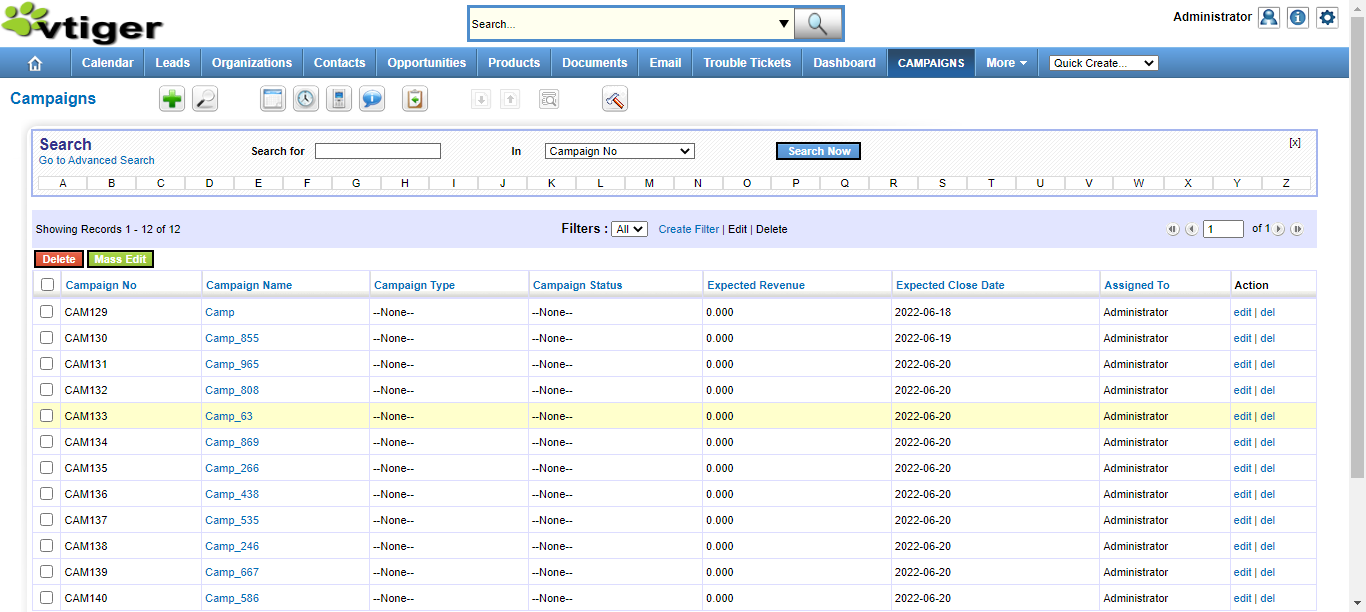 vtiger
Search...
Administrator
Calendar Leads Organizations Contacts Opportunities Products Documents Email Trouble Tickets Dashboard CAMPAIGNS More Quick Create...
Campaigns
Search
Go to Advanced Search
Search for In Campaign No Search Now [x]
A B C D E F G H I J K L M N O P Q R S T U V W X Y Z
Showing Records 1 - 12 of 12 Filters : All Create Filter | Edit | Delete 1 of 1
Delete Mass Edit
Campaign No Campaign Name Campaign Type Campaign Status Expected Revenue Expected Close Date Assigned To Action
CAM129 Camp --None-- --None-- 0.000 2022-06-18 Administrator edit | del
CAM130 Camp_855 --None-- --None-- 0.000 2022-06-19 Administrator edit | del
CAM131 Camp_965 --None-- --None-- 0.000 2022-06-20 Administrator edit | del
CAM132 Camp_808 --None-- --None-- 0.000 2022-06-20 Administrator edit | del
CAM133 Camp_63 --None-- --None-- 0.000 2022-06-20 Administrator edit | del
CAM134 Camp_869 --None-- --None-- 0.000 2022-06-20 Administrator edit | del
CAM135 Camp_266 --None-- --None-- 0.000 2022-06-20 Administrator edit | del
CAM136 Camp_438 --None-- --None-- 0.000 2022-06-20 Administrator edit | del
CAM137 Camp_535 --None-- --None-- 0.000 2022-06-20 Administrator edit | del
CAM138 Camp_246 --None-- --None-- 0.000 2022-06-20 Administrator edit | del
CAM139 Camp_667 --None-- --None-- 0.000 2022-06-20 Administrator edit | del
CAM140 Camp_586 --None-- --None-- 0.000 2022-06-20 Administrator edit | del